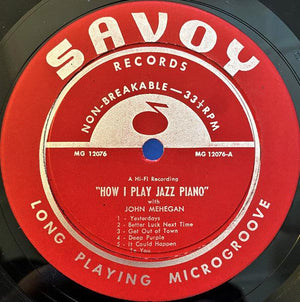 SAVOY
RECORDS
NON-BREAKABLE—33⅓ RPM
MG 12076
MG 12076-A
A Hi-Fi Recording
"HOW I PLAY JAZZ PIANO"
with
JOHN MEHEGAN
1 - Yesterdays
2 - Better Luck Next Time
3 - Get Out of Town
4 - Deep Purple
5 - It Could Happen
To You
LONG PLAYING MICROGROOVE